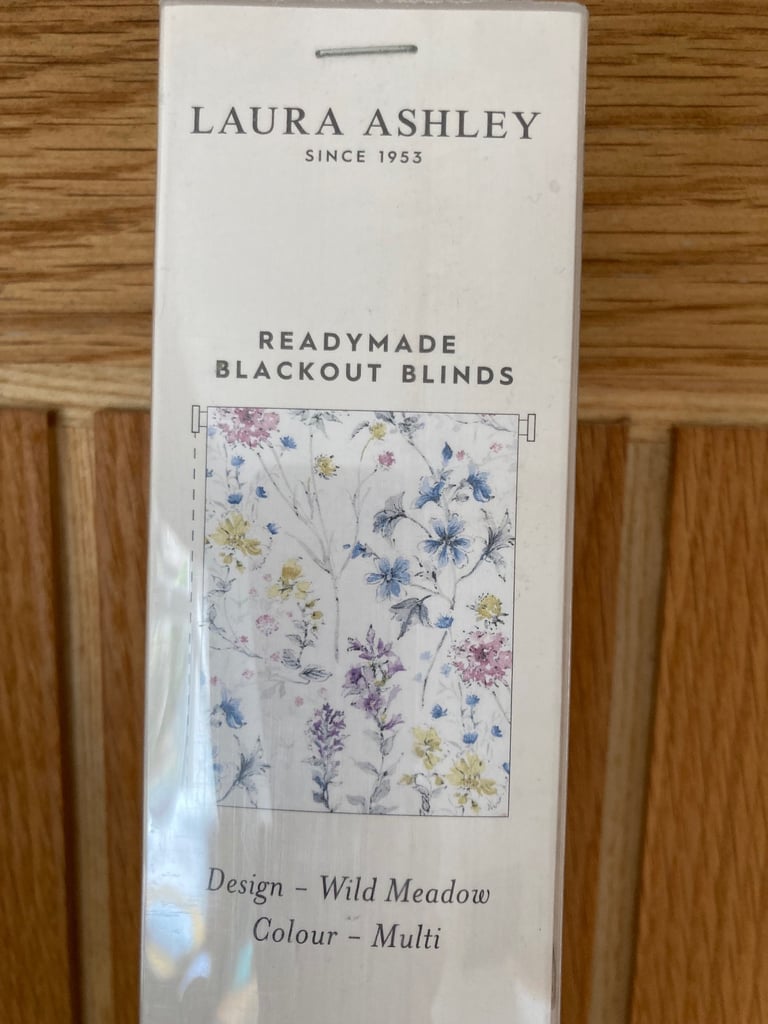 LAURA ASHLEY
SINCE 1953
READYMADE
BLACKOUT BLINDS
Design – Wild Meadow
Colour – Multi